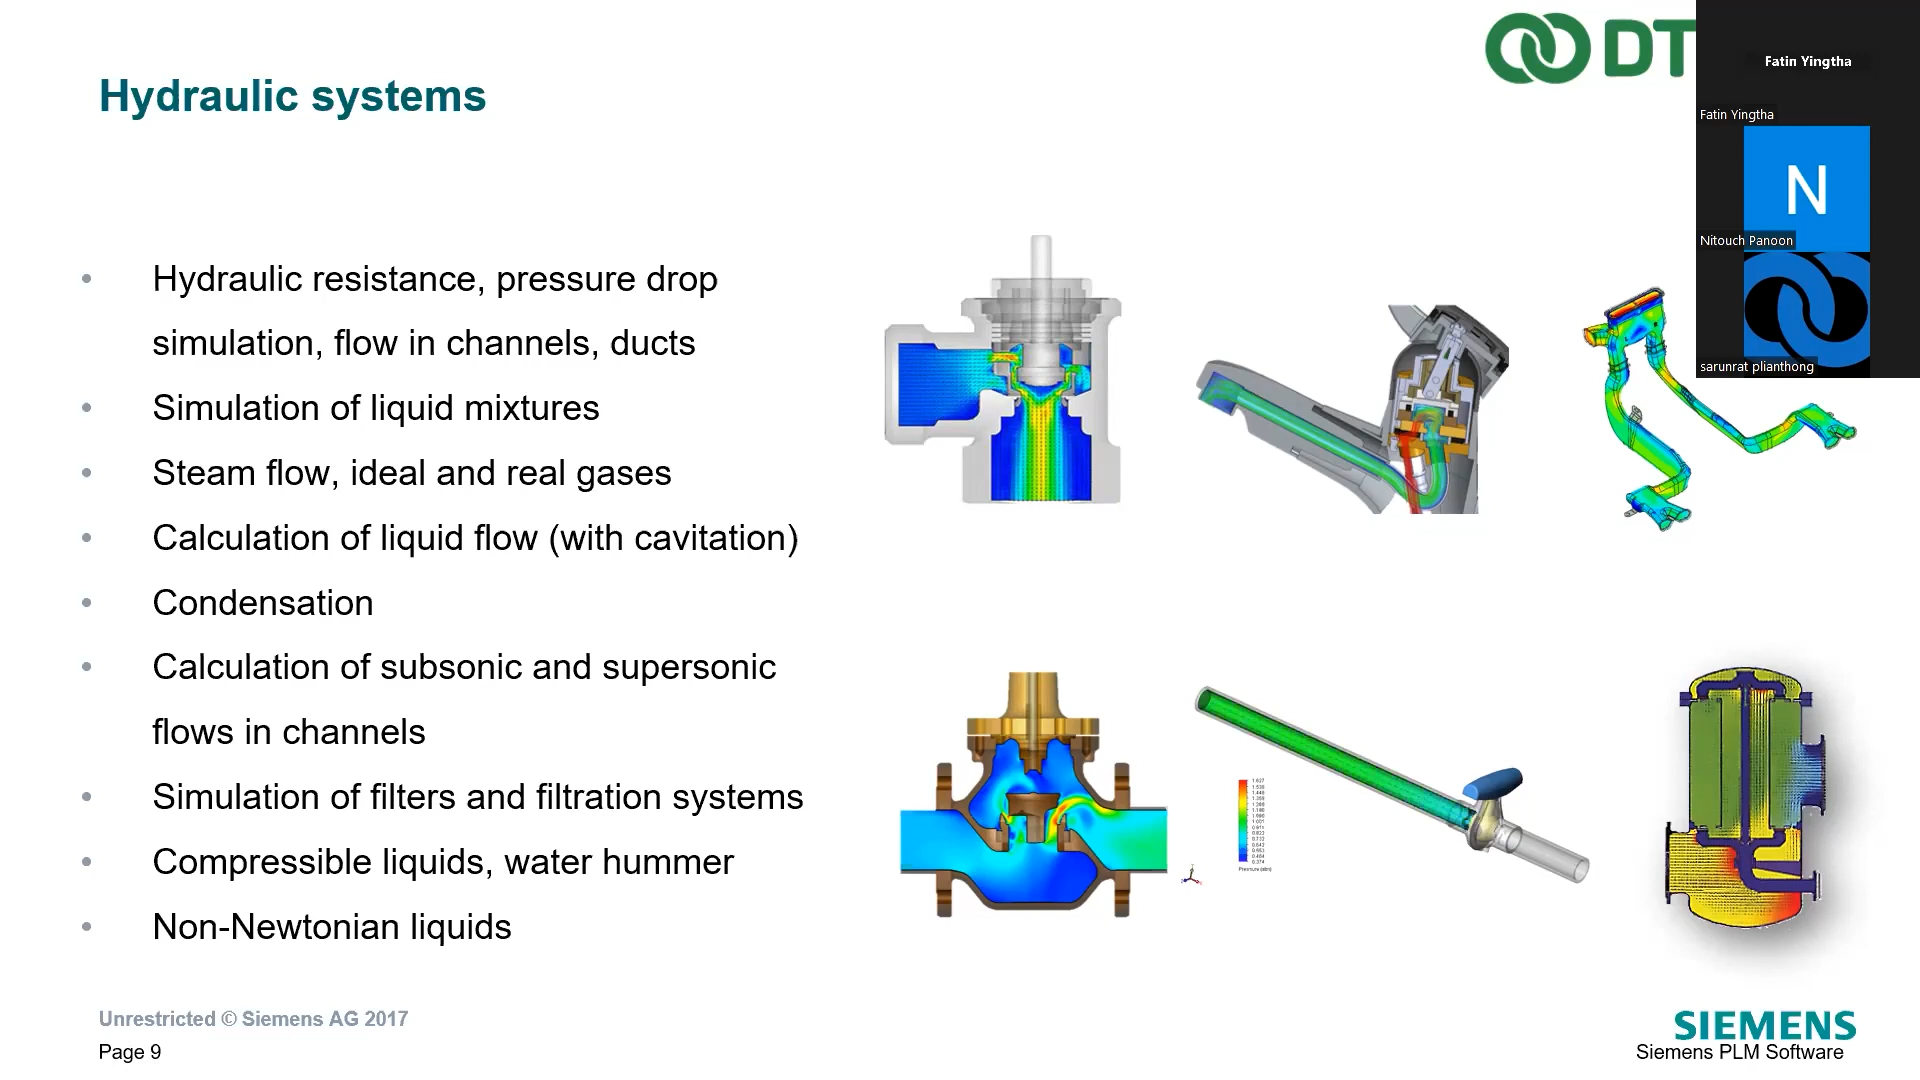 DT
Fatin Yingtha
Fatin Yingtha
N
Nitouch Panoon
sarunrat plianthong
Hydraulic systems
• Hydraulic resistance, pressure drop
simulation, flow in channels, ducts
• Simulation of liquid mixtures
• Steam flow, ideal and real gases
• Calculation of liquid flow (with cavitation)
• Condensation
• Calculation of subsonic and supersonic
flows in channels
• Simulation of filters and filtration systems
• Compressible liquids, water hummer
• Non-Newtonian liquids
Unrestricted © Siemens AG 2017
Page 9
SIEMENS
Siemens PLM Software